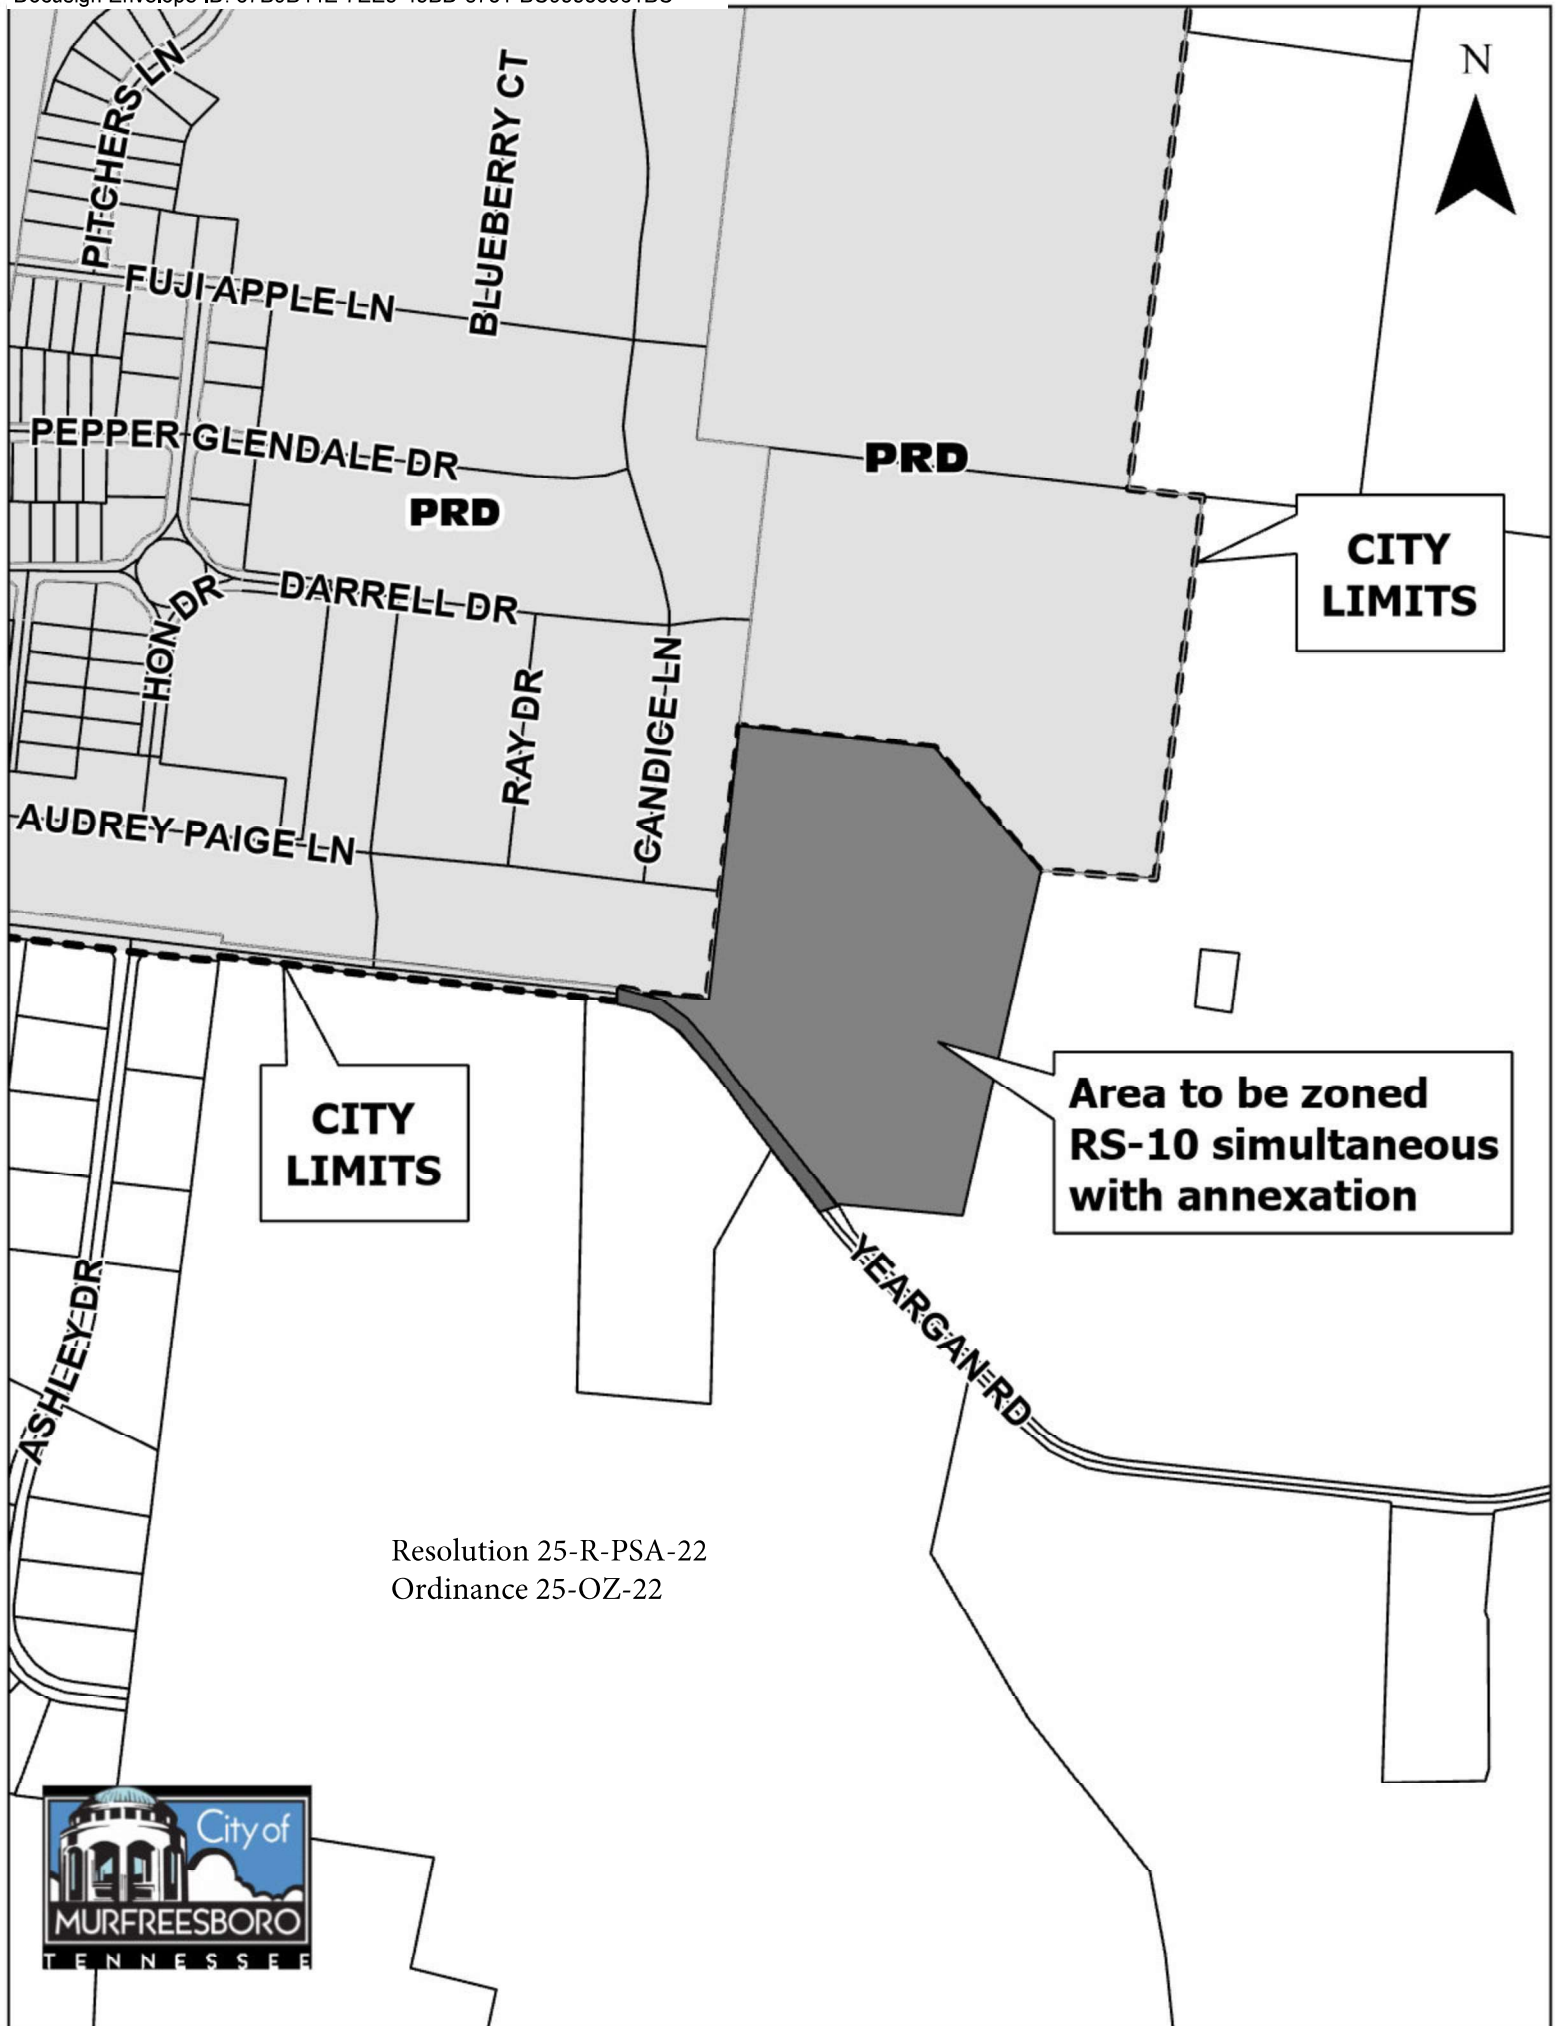 N
PITCHERS LN
BLUEBERRY CT
FUJI APPLE LN
PEPPER GLENDALE DR
PRD
PRD
CITY
LIMITS
DARRELL DR
HON DR
RAY DR
CANDICE LN
AUDREY PAIGE LN
CITY
LIMITS
Area to be zoned
RS-10 simultaneous
with annexation
YEARGAN RD
ASHLEY DR
Resolution 25-R-PSA-22
Ordinance 25-OZ-22
City of
MURFREESBORO
TENNESSEE